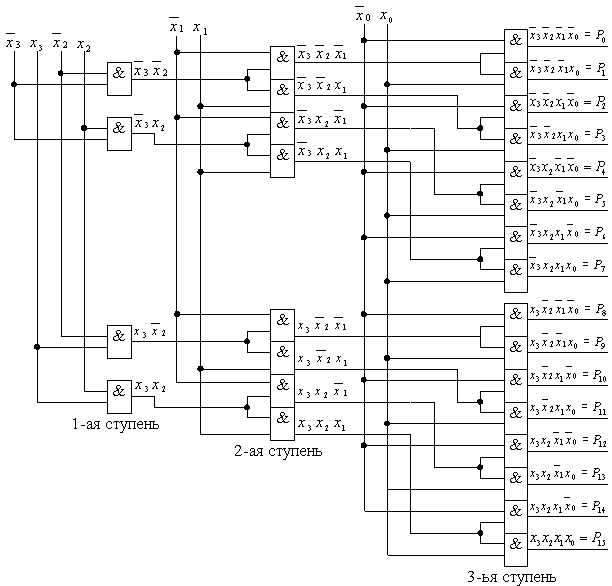 x̅3 x3 x̅2 x2
x̅1 x1
x̅0 x0
&
x̅3 x̅2
&
x̅3 x2
&
x3 x̅2
&
x3 x2
1-ая ступень
&
x̅3 x̅2 x̅1
&
x̅3 x̅2 x1
&
x̅3 x2 x̅1
&
x̅3 x2 x1
&
x3 x̅2 x̅1
&
x3 x̅2 x1
&
x3 x2 x̅1
&
x3 x2 x1
2-ая ступень
&
x̅3 x̅2 x̅1 x̅0 = P0
&
x̅3 x̅2 x̅1 x0 = P1
&
x̅3 x̅2 x1 x̅0 = P2
&
x̅3 x̅2 x1 x0 = P3
&
x̅3 x2 x̅1 x̅0 = P4
&
x̅3 x2 x̅1 x0 = P5
&
x̅3 x2 x1 x̅0 = P6
&
x̅3 x2 x1 x0 = P7
&
x3 x̅2 x̅1 x̅0 = P8
&
x3 x̅2 x̅1 x0 = P9
&
x3 x̅2 x1 x̅0 = P10
&
x3 x̅2 x1 x0 = P11
&
x3 x2 x̅1 x̅0 = P12
&
x3 x2 x̅1 x0 = P13
&
x3 x2 x1 x̅0 = P14
&
x3 x2 x1 x0 = P15
3-ья ступень